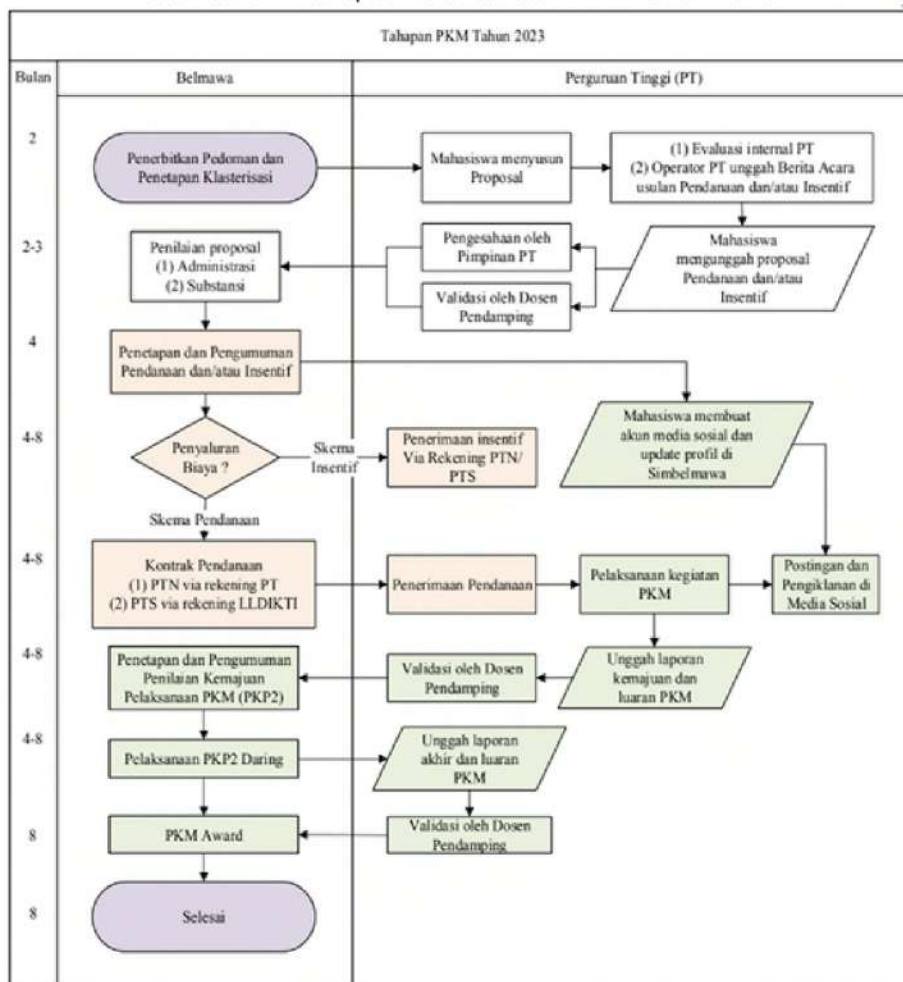 Tahapan PKM Tahun 2023
Bulan
Belmawa
Perguruan Tinggi (PT)
2
Penerbitkan Pedoman dan
Penetapan Klasterisasi
Mahasiswa menyusun
Proposal
(1) Evaluasi internal PT
(2) Operator PT unggah Berita Acara
usulan Pendanaan dan/atau Insentif
2-3
Penilaian proposal
(1) Administrasi
(2) Substansi
Pengesahaan oleh
Pimpinan PT
Validasi oleh Dosen
Pendamping
Mahasiswa
mengunggah proposal
Pendanaan dan/atau
Insentif
4
Penetapan dan Pengumuman
Pendanaan dan/atau Insentif
4-8
Penyaluran
Biaya ?
Skema
Insentif
Penerimaan insentif
Via Rekening PTN/
PTS
Mahasiswa membuat
akun media sosial dan
update profil di
Simbelmawa
Skema Pendanaan
4-8
Kontrak Pendanaan
(1) PTN via rekening PT
(2) PTS via rekening LLDIKTI
Penerimaan Pendanaan
Pelaksanaan kegiatan
PKM
Postingan dan
Pengiklanan di
Media Sosial
4-8
Penetapan dan Pengumuman
Penilaian Kemajuan
Pelaksanaan PKM (PKP2)
Validasi oleh Dosen
Pendamping
Unggah laporan
kemajuan dan
luaran PKM
4-8
Pelaksanaan PKP2 Daring
Unggah laporan
akhir dan luaran
PKM
8
PKM Award
Validasi oleh Dosen
Pendamping
8
Selesai